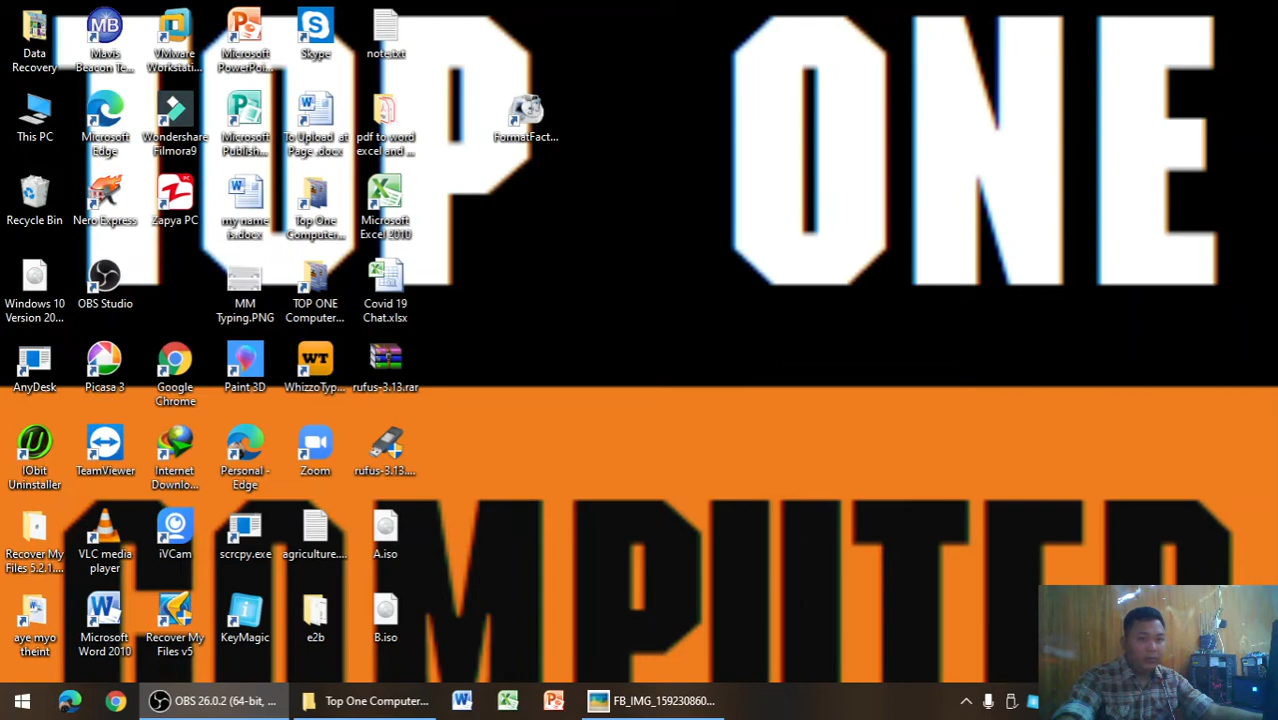 TOP ONE
COMPUTER
Data
Recovery
Mavis
Beacon Te...
VMware
Workstati...
Microsoft
PowerPoi...
Skype
note.txt
This PC
Microsoft
Edge
Wondershare
Filmora9
Microsoft
Publish...
To Upload at
Page .docx
pdf to word
excel and ...
FormatFact...
Recycle Bin
Nero Express
Zapya PC
my name
is.docx
Top One
Computer...
Microsoft
Excel 2010
Windows 10
Version 20...
OBS Studio
MM
Typing.PNG
TOP ONE
Computer...
Covid 19
Chat.xlsx
AnyDesk
Picasa 3
Google
Chrome
Paint 3D
WhizzoTyp...
rufus-3.13.rar
IObit
Uninstaller
TeamViewer
Internet
Downlo...
Personal -
Edge
Zoom
rufus-3.13....
Recover My
Files 5.2.1....
VLC media
player
iVCam
scrcpy.exe
agriculture....
A.iso
aye myo
theint
Microsoft
Word 2010
Recover My
Files v5
KeyMagic
e2b
B.iso
OBS 26.0.2 (64-bit, ...
Top One Computer...
FB_IMG_159230860...